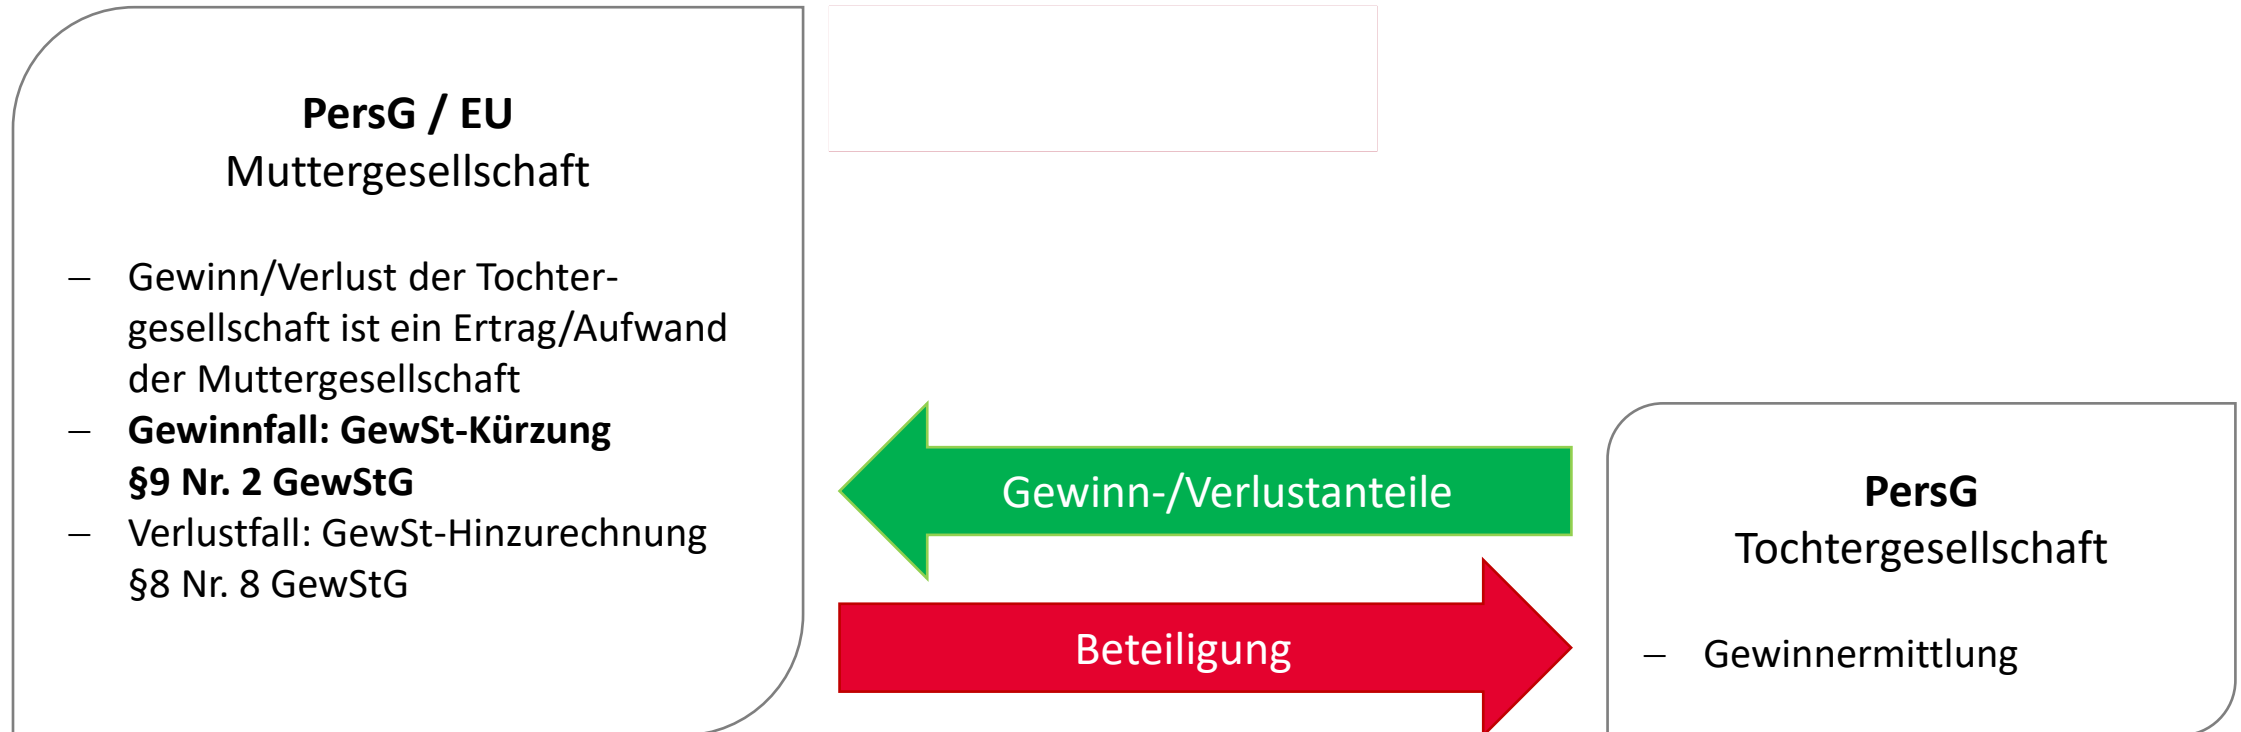 PersG / EU
Muttergesellschaft
– Gewinn/Verlust der Tochter-
gesellschaft ist ein Ertrag/Aufwand
der Muttergesellschaft
– Gewinnfall: GewSt-Kürzung
§9 Nr. 2 GewStG
– Verlustfall: GewSt-Hinzurechnung
§8 Nr. 8 GewStG
Gewinn-/Verlustanteile
Beteiligung
PersG
Tochtergesellschaft
– Gewinnermittlung